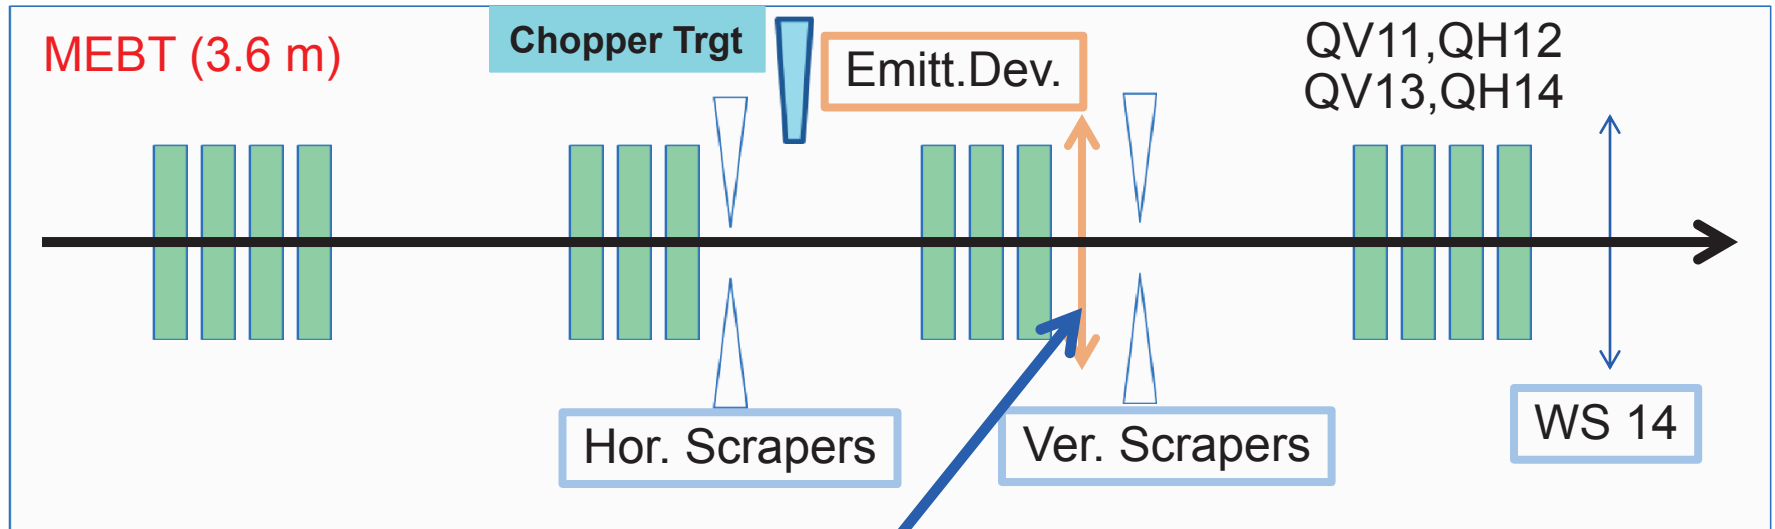 MEBT (3.6 m)
Chopper Trgt
Emitt.Dev.
QV11,QH12
QV13,QH14
Hor. Scrapers
Ver. Scrapers
WS 14